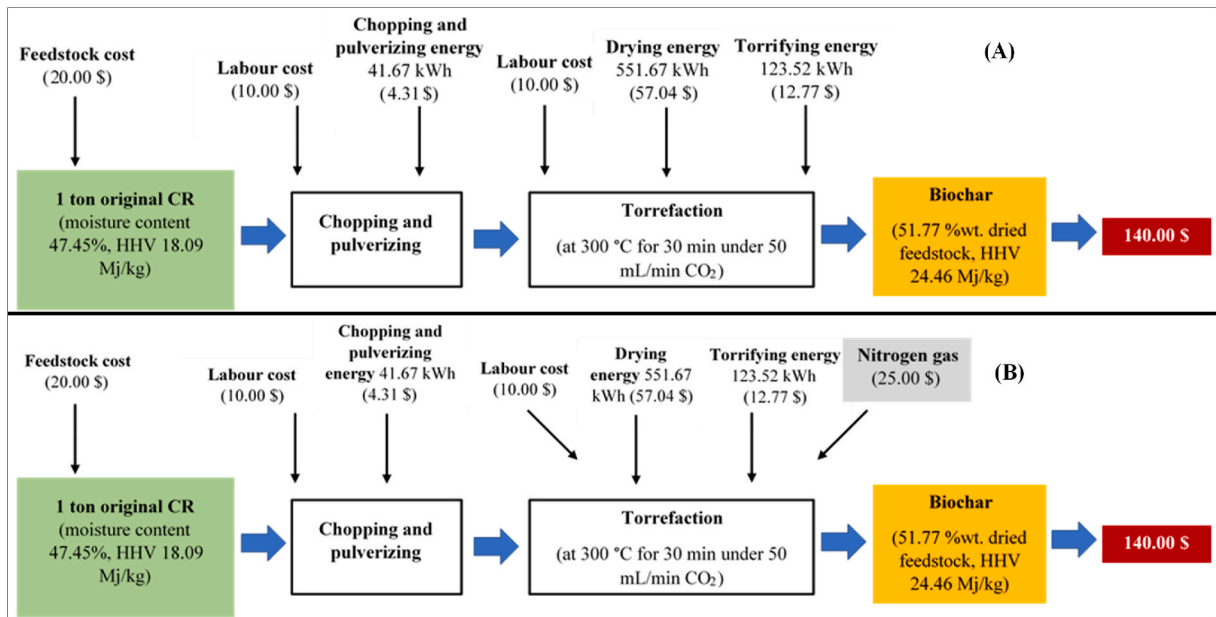 Feedstock cost
(20.00 $)
Labour cost
(10.00 $)
Chopping and
pulverizing energy
41.67 kWh
(4.31 $)
Labour cost
(10.00 $)
Drying energy
551.67 kWh
(57.04 $)
Torrifying energy
123.52 kWh
(12.77 $)
(A)
1 ton original CR
(moisture content
47.45%, HHV 18.09
Mj/kg)
Chopping and
pulverizing
Torrefaction
(at 300 °C for 30 min under 50
mL/min CO₂)
Biochar
(51.77 %wt. dried
feedstock, HHV
24.46 Mj/kg)
140.00 $
Feedstock cost
(20.00 $)
Labour cost
(10.00 $)
Chopping and
pulverizing
energy 41.67 kWh
(4.31 $)
Labour cost
(10.00 $)
Drying
energy 551.67
kWh (57.04 $)
Torrifying energy
123.52 kWh
(12.77 $)
Nitrogen gas
(25.00 $)
(B)
1 ton original CR
(moisture content
47.45%, HHV 18.09
Mj/kg)
Chopping and
pulverizing
Torrefaction
(at 300 °C for 30 min under 50
mL/min CO₂)
Biochar
(51.77 %wt. dried
feedstock, HHV
24.46 Mj/kg)
140.00 $